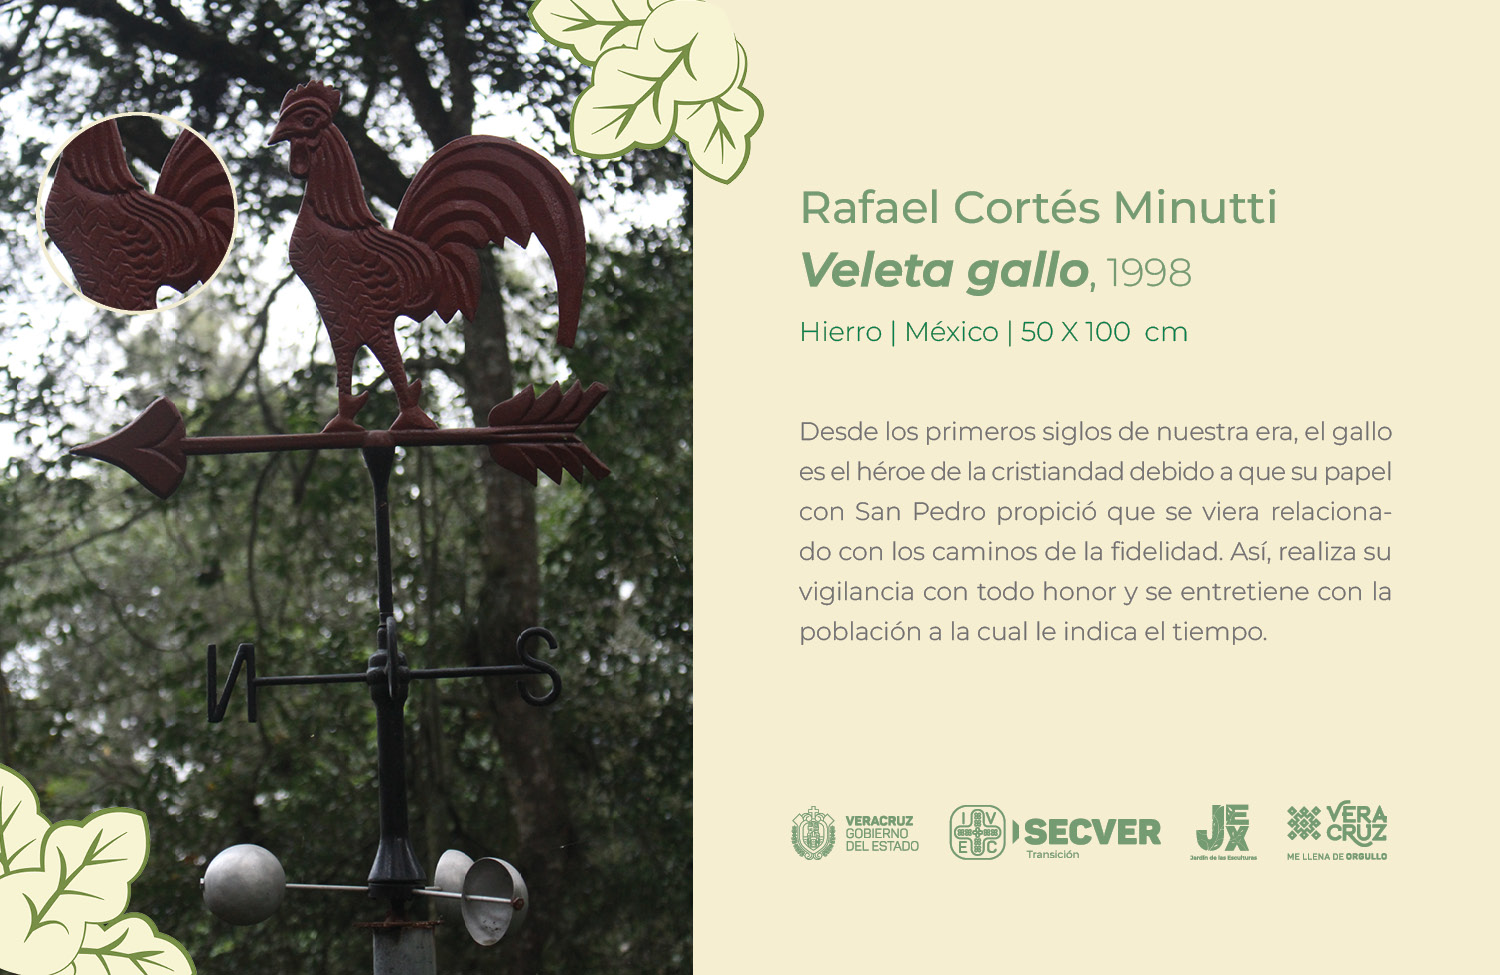 Rafael Cortés Minutti
Veleta gallo, 1998
Hierro | México | 50 X 100 cm
Desde los primeros siglos de nuestra era, el gallo
es el héroe de la cristiandad debido a que su papel
con San Pedro propició que se viera relaciona-
do con los caminos de la fidelidad. Así, realiza su
vigilancia con todo honor y se entretiene con la
población a la cual le indica el tiempo.
N S
VERACRUZ
GOBIERNO
DEL ESTADO
I V
E C
SECVER
Transición
JEX
Jardín de las Esculturas
VERA
CRUZ
ME LLENA DE ORGULLO